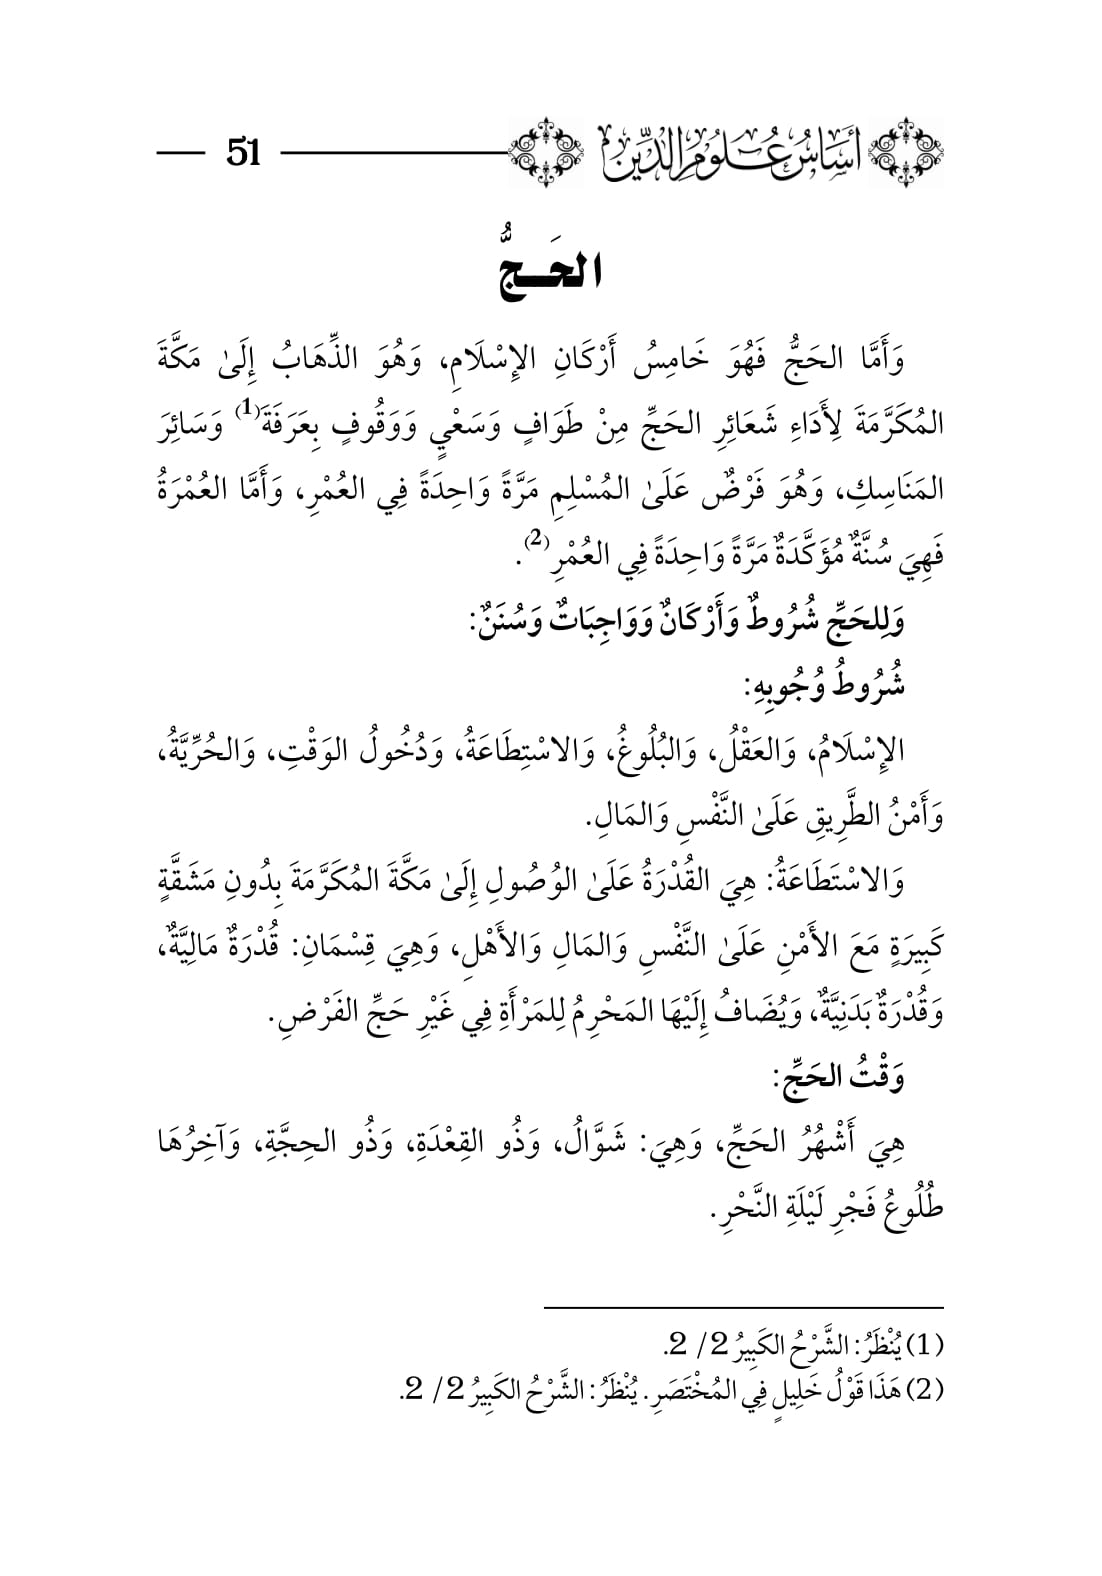 أَسَاسُ عُلُومِ الدِّينِ 51
الحَجُّ
وَأَمَّا الحَجُّ فَهُوَ خَامِسُ أَرْكَانِ الإِسْلَامِ، وَهُوَ الذِّهَابُ إِلَىٰ مَكَّةَ
المُكَرَّمَةَ لِأَدَاءِ شَعَائِرِ الحَجِّ مِنْ طَوَافٍ وَسَعْيٍ وَوَقُوفٍ بِعَرَفَةَ(1) وَسَائِرَ
المَنَاسِكِ، وَهُوَ فَرْضٌ عَلَىٰ المُسْلِمِ مَرَّةً وَاحِدَةً فِي العُمْرِ، وَأَمَّا العُمْرَةُ
فَهِيَ سُنَّةٌ مُؤَكَّدَةٌ مَرَّةً وَاحِدَةً فِي العُمْرِ(2).
وَلِلحَجِّ شُرُوطٌ وَأَرْكَانٌ وَوَاجِبَاتٌ وَسُنَنٌ:
شُرُوطُ وُجُوبِهِ:
الإِسْلَامُ، وَالعَقْلُ، وَالبُلُوغُ، وَالاسْتِطَاعَةُ، وَدُخُولُ الوَقْتِ، وَالحُرِّيَّةُ،
وَأَمْنُ الطَّرِيقِ عَلَىٰ النَّفْسِ وَالمَالِ.
وَالاسْتَطَاعَةُ: هِيَ القُدْرَةُ عَلَىٰ الوُصُولِ إِلَىٰ مَكَّةَ المُكَرَّمَةَ بِدُونِ مَشَقَّةٍ
كَبِيرَةٍ مَعَ الأَمْنِ عَلَىٰ النَّفْسِ وَالمَالِ وَالأَهْلِ، وَهِيَ قِسْمَانِ: قُدْرَةٌ مَالِيَّةٌ،
وَقُدْرَةٌ بَدَنِيَّةٌ، وَيُضَافُ إِلَيْهَا المَحْرِمُ لِلمَرْأَةِ فِي غَيْرِ حَجِّ الفَرْضِ.
وَقْتُ الحَجِّ:
هِيَ أَشْهُرُ الحَجِّ، وَهِيَ: شَوَّالُ، وَذُو القِعْدَةِ، وَذُو الحِجَّةِ، وَآخِرُهَا
طُلُوعُ فَجْرِ لَيْلَةِ النَّحْرِ.
(1) يُنْظَرُ: الشَّرْحُ الكَبِيرُ 2/ 2.
(2) هَذَا قَوْلُ خَلِيلٍ فِي المُخْتَصَرِ. يُنْظَرُ: الشَّرْحُ الكَبِيرُ 2/ 2.